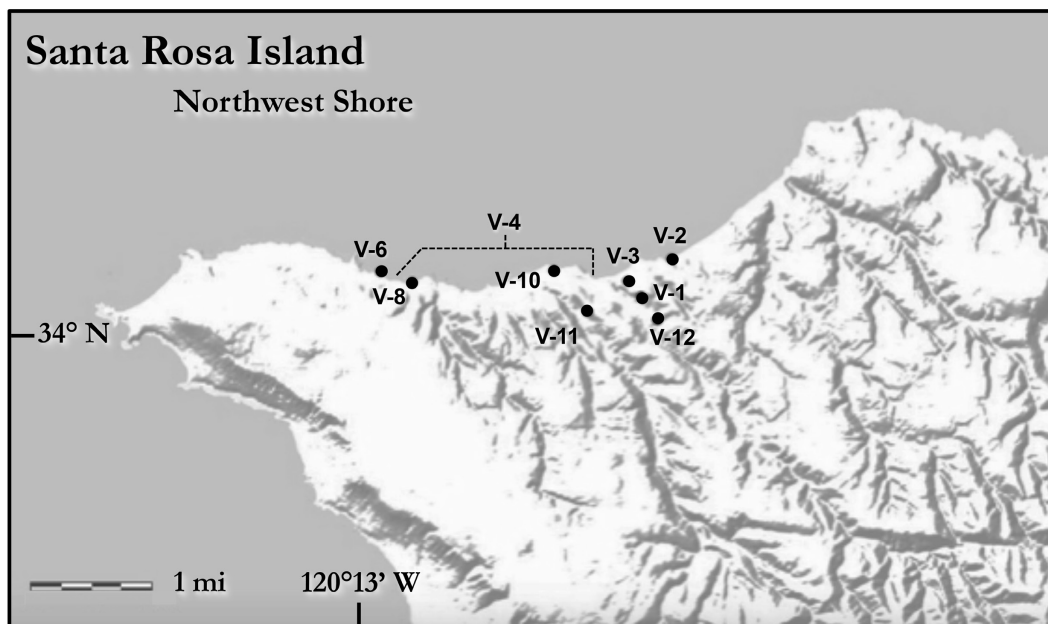 Santa Rosa Island
Northwest Shore
V-4
V-6
V-2
V-3
V-10
V-8
V-1
V-11
V-12
34° N
1 mi
120°13' W